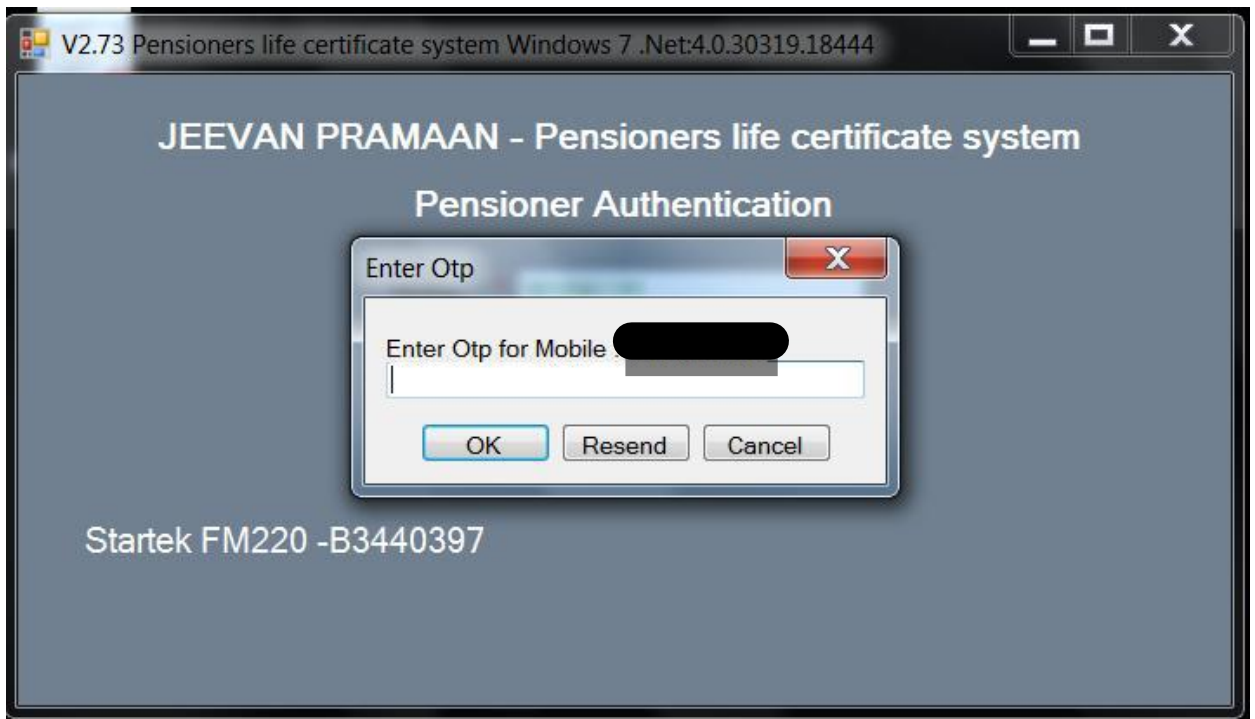 V2.73 Pensioners life certificate system Windows 7 .Net:4.0.30319.18444
JEEVAN PRAMAAN - Pensioners life certificate system
Pensioner Authentication
Enter Otp
Enter Otp for Mobile :
OK Resend Cancel
Startek FM220 -B3440397